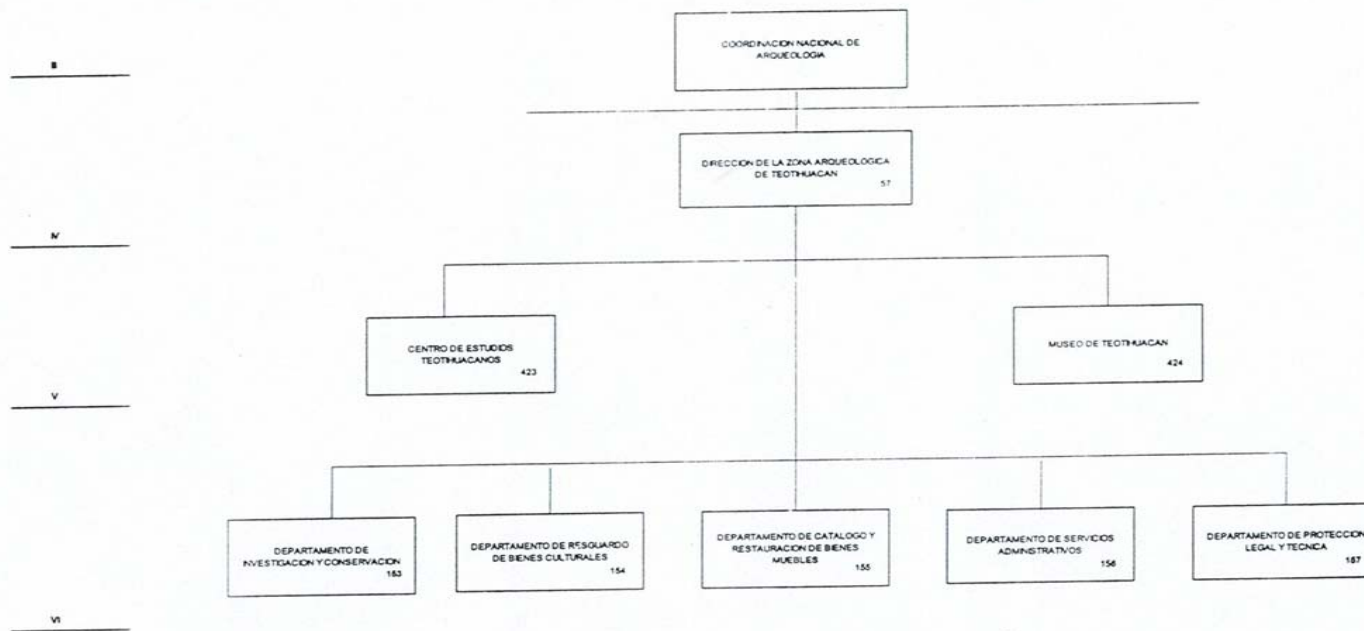 COORDINACION NACIONAL DE
ARQUEOLOGIA
II
DIRECCION DE LA ZONA ARQUEOLOGICA
DE TEOTIHUACAN
57
IV
CENTRO DE ESTUDIOS
TEOTIHUACANOS
423
MUSEO DE TEOTIHUACAN
424
V
DEPARTAMENTO DE
INVESTIGACION Y CONSERVACION
153
DEPARTAMENTO DE RESGUARDO
DE BIENES CULTURALES
154
DEPARTAMENTO DE CATALOGO Y
RESTAURACION DE BIENES
MUEBLES
155
DEPARTAMENTO DE SERVICIOS
ADMINISTRATIVOS
156
DEPARTAMENTO DE PROTECCION
LEGAL Y TECNICA
157
VI